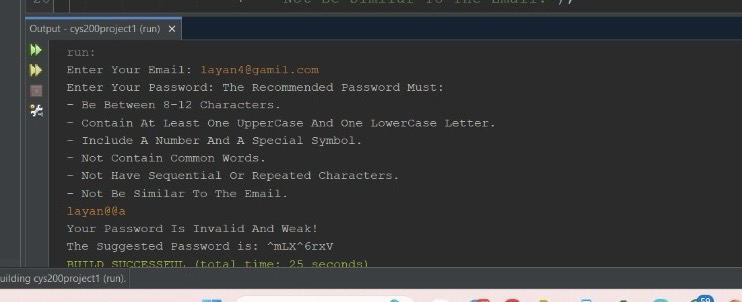 Not Be Similar To The Email.");
Output - cys200project1 (run) ×
run:
Enter Your Email: layan4@gamil.com
Enter Your Password: The Recommended Password Must:
- Be Between 8-12 Characters.
- Contain At Least One UpperCase And One LowerCase Letter.
- Include A Number And A Special Symbol.
- Not Contain Common Words.
- Not Have Sequential Or Repeated Characters.
- Not Be Similar To The Email.
layan@@a
Your Password Is Invalid And Weak!
The Suggested Password is: ^mLX^6rxV
BUILD SUCCESSFUL (total time: 25 seconds)
uilding cys200project1 (run).
59